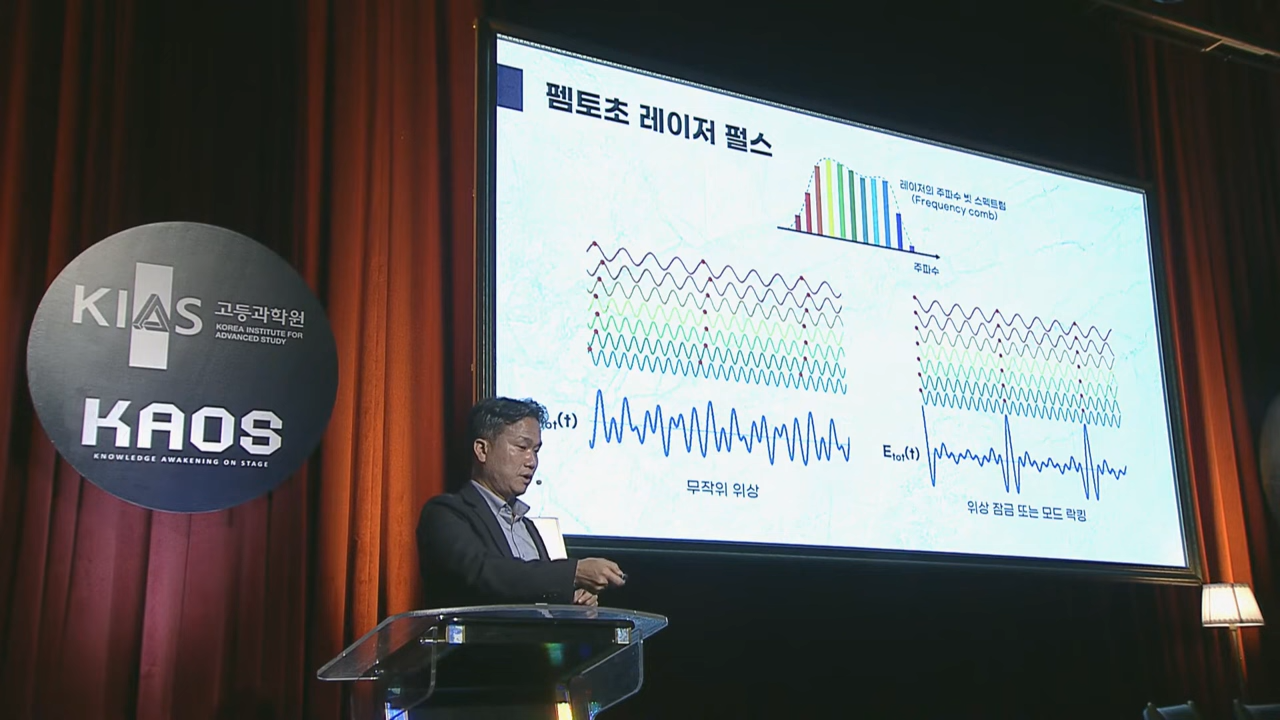 펨토초 레이저 펄스
레이저의 주파수 빗 스펙트럼
(Frequency comb)
주파수
무작위 위상
Etot(t)
위상 잠금 또는 모드 락킹
KIAS 고등과학원
KOREA INSTITUTE FOR
ADVANCED STUDY
KAOS
KNOWLEDGE AWAKENING ON STAGE